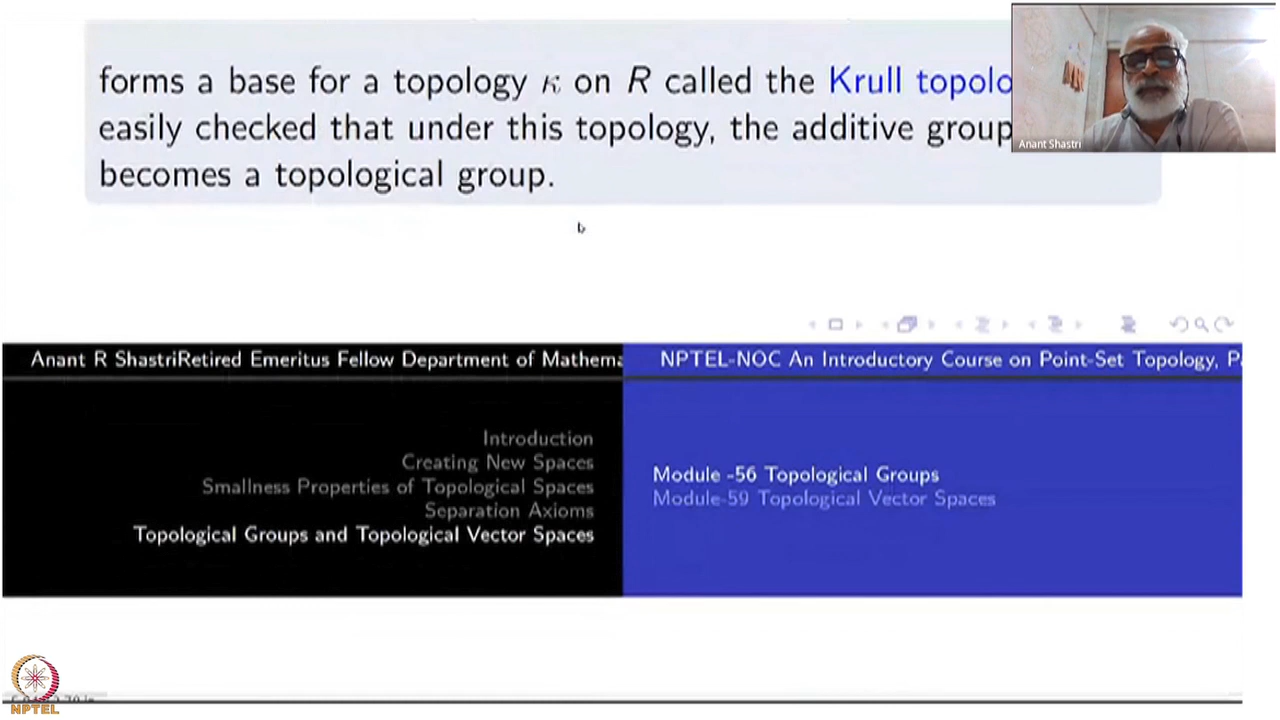 forms a base for a topology κ on R called the Krull topolo
easily checked that under this topology, the additive group
becomes a topological group.
Anant Shastri
Anant R ShastriRetired Emeritus Fellow Department of Mathema
NPTEL-NOC An Introductory Course on Point-Set Topology, P
Introduction
Creating New Spaces
Smallness Properties of Topological Spaces
Separation Axioms
Topological Groups and Topological Vector Spaces
Module -56 Topological Groups
Module-59 Topological Vector Spaces
NPTEL